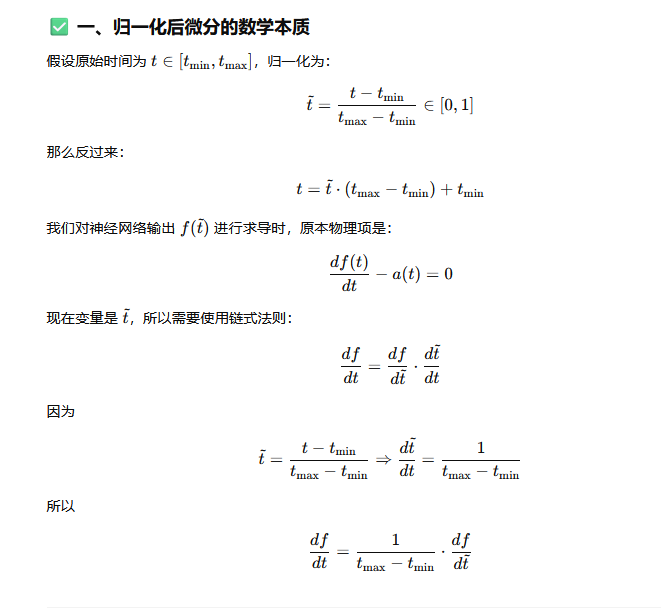 ✅ 一、归一化后微分的数学本质
假设原始时间为 $t \in [t_{\min}, t_{\max}]$，归一化为：
$$\tilde{t} = \frac{t - t_{\min}}{t_{\max} - t_{\min}} \in [0, 1]$$
那么反过来：
$$t = \tilde{t} \cdot (t_{\max} - t_{\min}) + t_{\min}$$
我们对神经网络输出 $f(\tilde{t})$ 进行求导时，原本物理项是：
$$\frac{df(t)}{dt} - a(t) = 0$$
现在变量是 $\tilde{t}$，所以需要使用链式法则：
$$\frac{df}{dt} = \frac{df}{d\tilde{t}} \cdot \frac{d\tilde{t}}{dt}$$
因为
$$\tilde{t} = \frac{t - t_{\min}}{t_{\max} - t_{\min}} \Rightarrow \frac{d\tilde{t}}{dt} = \frac{1}{t_{\max} - t_{\min}}$$
所以
$$\frac{df}{dt} = \frac{1}{t_{\max} - t_{\min}} \cdot \frac{df}{d\tilde{t}}$$